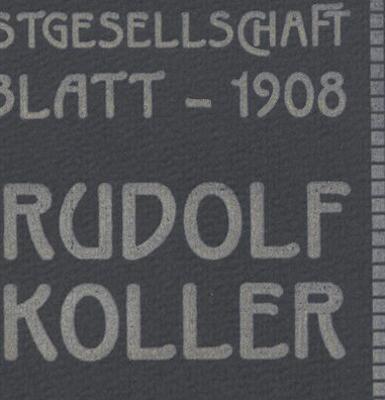 STGESELLSCHAFT
BLATT - 1908
RUDOLF
KOLLER